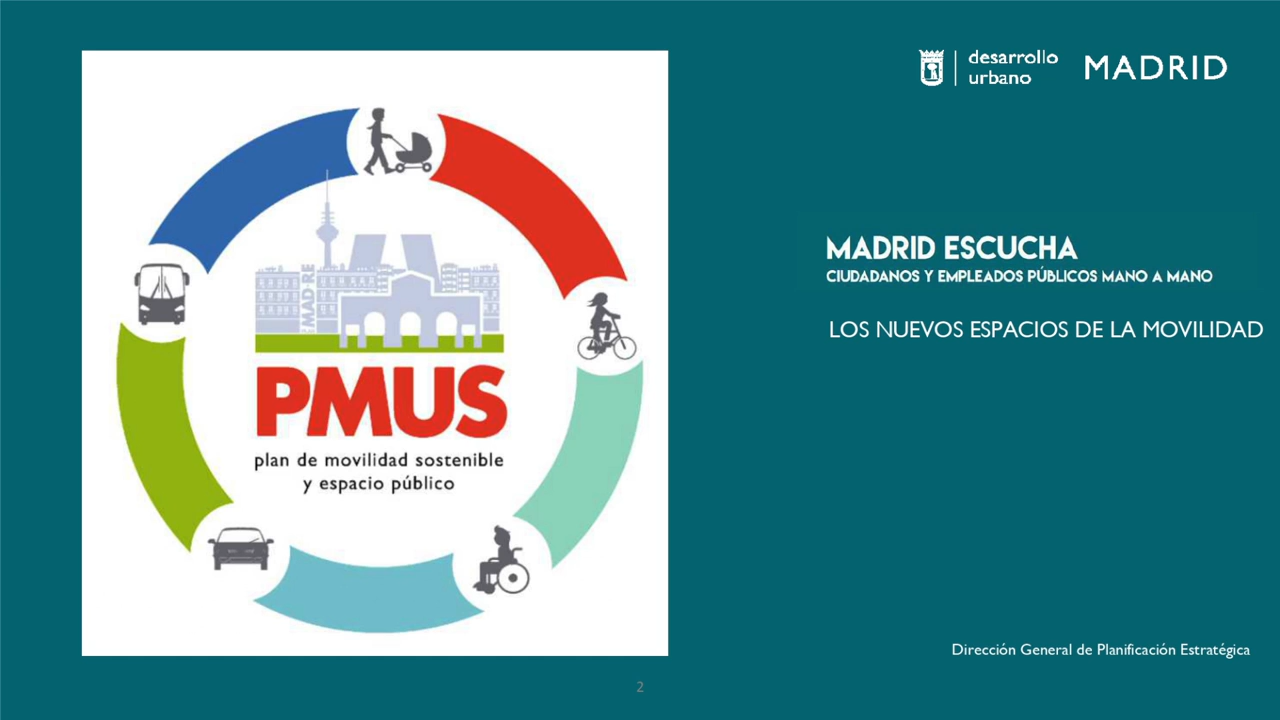 desarrollo
urbano
MADRID
MADRE
PMUS
plan de movilidad sostenible
y espacio público
MADRID ESCUCHA
CIUDADANOS Y EMPLEADOS PÚBLICOS MANO A MANO
LOS NUEVOS ESPACIOS DE LA MOVILIDAD
Dirección General de Planificación Estratégica
2